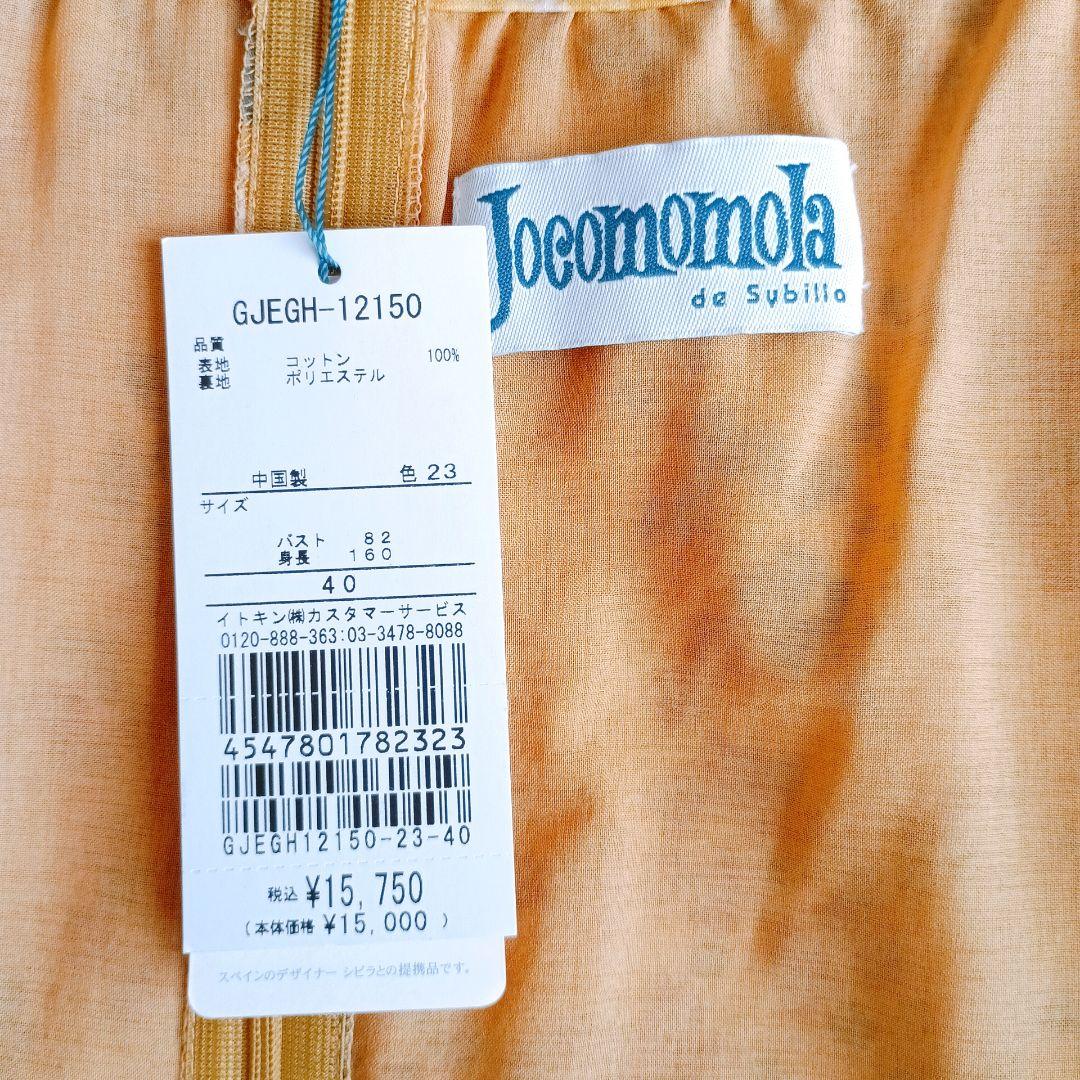 Jocomomola
de Sybilla
GJEGH-12150
品質
表地 コットン 100%
裏地 ポリエステル
中国製 色 23
サイズ
バスト 82
身長 160
40
イトキン㈱カスタマーサービス
0120-888-363:03-3478-8088
4547801782323
GJEGH12150-23-40
税込 ¥15,750
(本体価格 ¥15,000 )
スペインのデザイナー シビラとの提携品です。